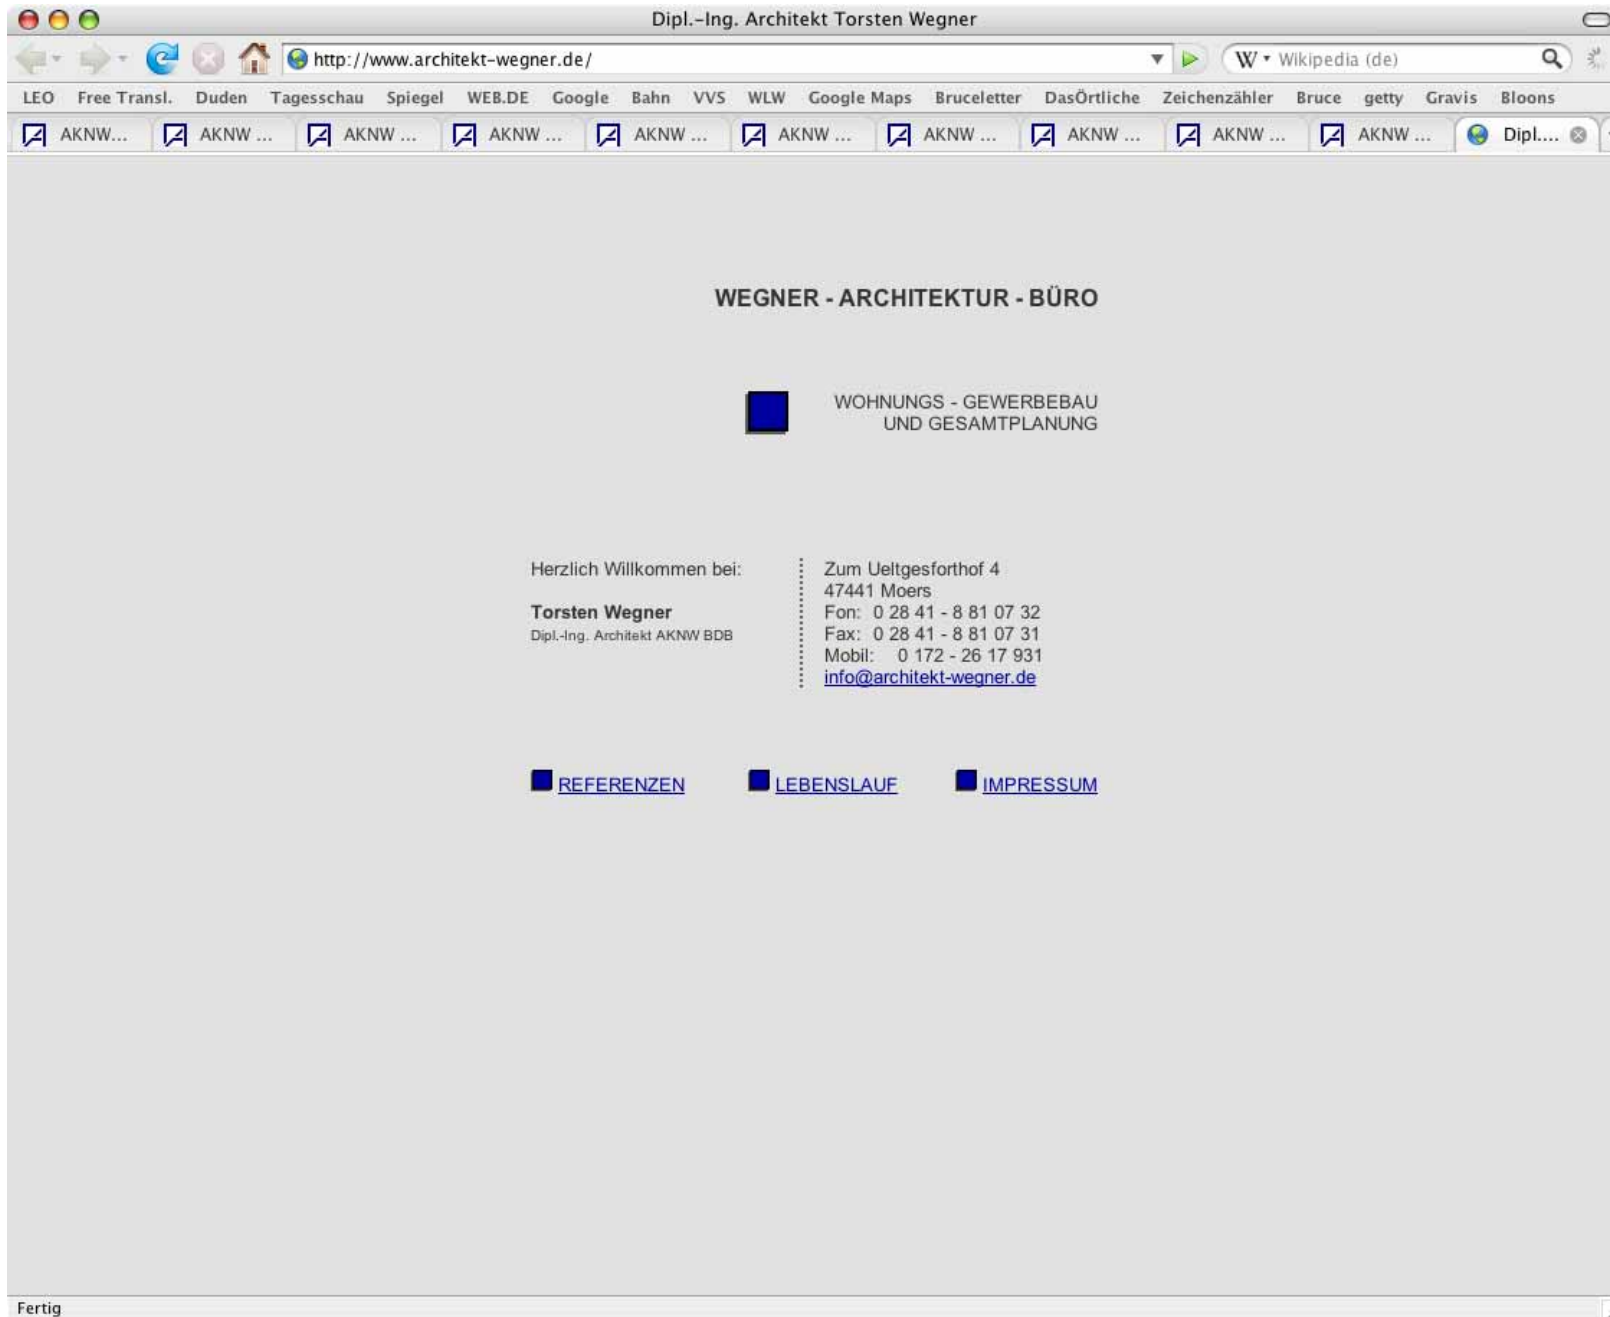 Dipl.-Ing. Architekt Torsten Wegner
http://www.architekt-wegner.de/
W Wikipedia (de)
LEO Free Transl. Duden Tagesschau Spiegel WEB.DE Google Bahn VVS WLW Google Maps Bruceletter DasÖrtliche Zeichenzähler Bruce getty Gravis Bloons
AKNW... AKNW ... AKNW ... AKNW ... AKNW ... AKNW ... AKNW ... AKNW ... AKNW ... AKNW ... Dipl....
WEGNER - ARCHITEKTUR - BÜRO
WOHNUNGS - GEWERBEBAU
UND GESAMTPLANUNG
Herzlich Willkommen bei:
Torsten Wegner
Dipl.-Ing. Architekt AKNW BDB
Zum Ueltgesforthof 4
47441 Moers
Fon: 0 28 41 - 8 81 07 32
Fax: 0 28 41 - 8 81 07 31
Mobil: 0 172 - 26 17 931
info@architekt-wegner.de
REFERENZEN LEBENSLAUF IMPRESSUM
Fertig